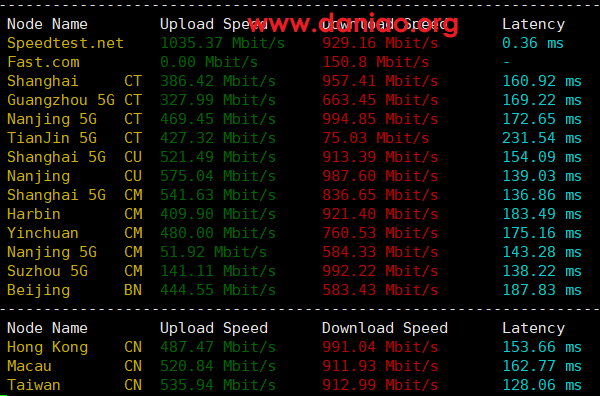 www.daniao.org
Node Name Upload Speed Download Speed Latency
Speedtest.net 1035.37 Mbit/s 929.16 Mbit/s 0.36 ms
Fast.com 0.00 Mbit/s 150.8 Mbit/s -
Shanghai CT 386.42 Mbit/s 957.41 Mbit/s 160.92 ms
Guangzhou 5G CT 327.99 Mbit/s 663.45 Mbit/s 169.22 ms
Nanjing 5G CT 469.45 Mbit/s 994.85 Mbit/s 172.65 ms
TianJin 5G CT 427.32 Mbit/s 75.03 Mbit/s 231.54 ms
Shanghai 5G CU 521.49 Mbit/s 913.39 Mbit/s 154.09 ms
Nanjing CU 575.04 Mbit/s 987.60 Mbit/s 139.03 ms
Shanghai 5G CM 541.63 Mbit/s 836.65 Mbit/s 136.86 ms
Harbin CM 409.90 Mbit/s 921.40 Mbit/s 183.49 ms
Yinchuan CM 480.00 Mbit/s 760.53 Mbit/s 175.16 ms
Nanjing 5G CM 51.92 Mbit/s 584.33 Mbit/s 143.28 ms
Suzhou 5G CM 141.11 Mbit/s 992.22 Mbit/s 138.22 ms
Beijing BN 444.55 Mbit/s 583.43 Mbit/s 187.83 ms
Node Name Upload Speed Download Speed Latency
Hong Kong CN 487.47 Mbit/s 991.04 Mbit/s 153.66 ms
Macau CN 520.84 Mbit/s 911.93 Mbit/s 162.77 ms
Taiwan CN 535.94 Mbit/s 912.99 Mbit/s 128.06 ms